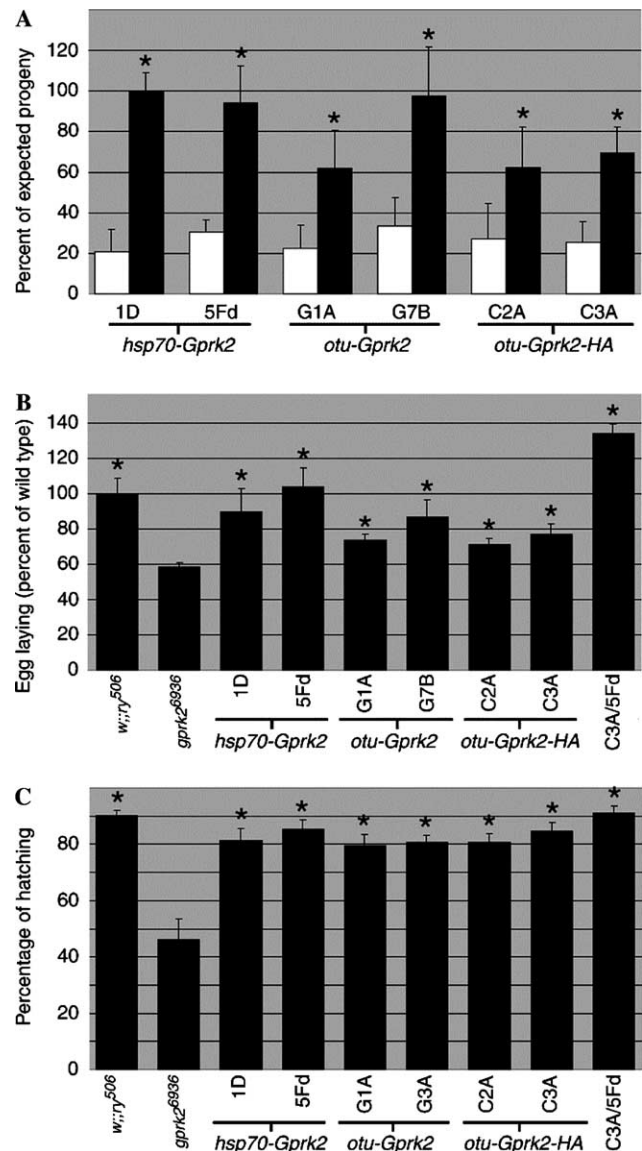 A
Percent of expected progeny
120
100
80
60
40
20
0
* * * * * *
1D 5Fd G1A G7B C2A C3A
hsp70-Gprk2 otu-Gprk2 otu-Gprk2-HA
B
Egg laying (percent of wild type)
140
120
100
80
60
40
20
0
* * * * * * * *
w;;ry506 gprk26936 1D 5Fd G1A G7B C2A C3A C3A/5Fd
hsp70-Gprk2 otu-Gprk2 otu-Gprk2-HA
C
Percentage of hatching
80
60
40
20
0
* * * * * * * *
w;;ry506 gprk26936 1D 5Fd G1A G3A C2A C3A C3A/5Fd
hsp70-Gprk2 otu-Gprk2 otu-Gprk2-HA